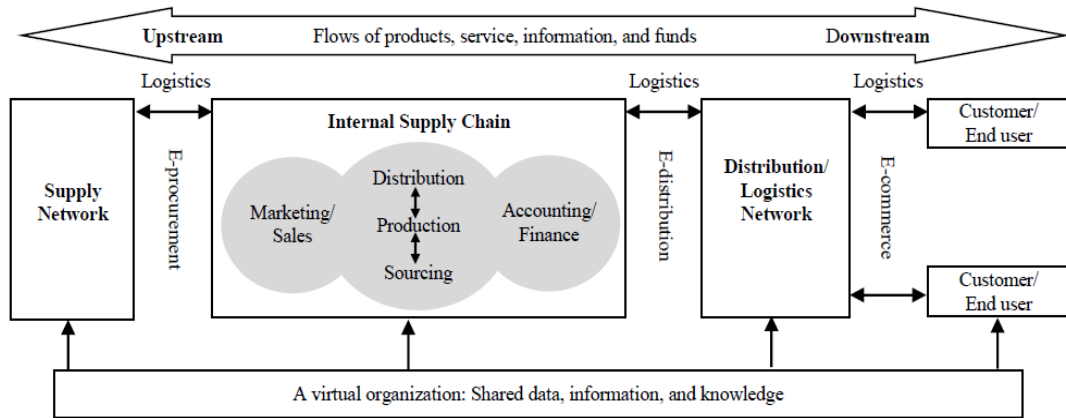 Upstream Flows of products, service, information, and funds Downstream
Logistics Logistics Logistics
Supply
Network
E-procurement
Internal Supply Chain
Marketing/
Sales
Distribution
Production
Sourcing
Accounting/
Finance
E-distribution
Distribution/
Logistics
Network
E-commerce
Customer/
End user
Customer/
End user
A virtual organization: Shared data, information, and knowledge